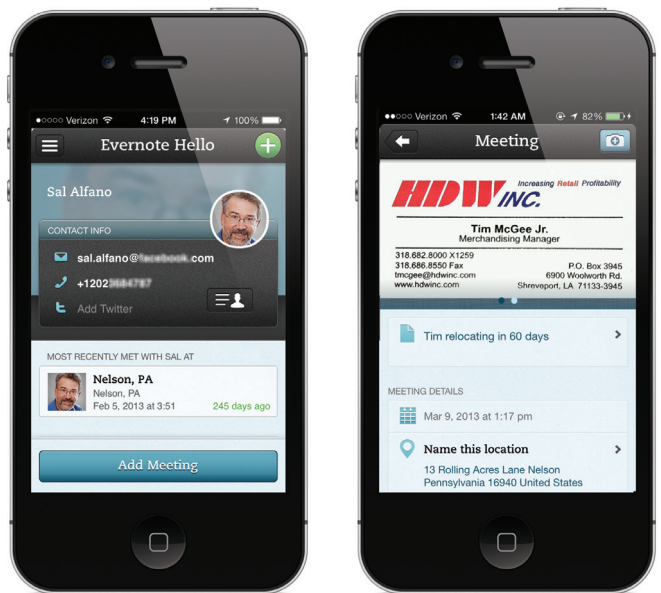 Verizon 4:19 PM 100%
Evernote Hello
Sal Alfano
CONTACT INFO
sal.alfano@ .com
+1202
Add Twitter
MOST RECENTLY MET WITH SAL AT
Nelson, PA
Nelson, PA
Feb 5, 2013 at 3:51 245 days ago
Add Meeting
Verizon 1:42 AM 82%
Meeting
HDW INC.
Increasing Retail Profitability
Tim McGee Jr.
Merchandising Manager
318.682.8000 X1259
318.686.8550 Fax P.O. Box 3945
tmcgee@hdwinc.com 6900 Woolworth Rd.
www.hdwinc.com Shreveport, LA 71133-3945
Tim relocating in 60 days
MEETING DETAILS
Mar 9, 2013 at 1:17 pm
Name this location
13 Rolling Acres Lane Nelson
Pennsylvania 16940 United States